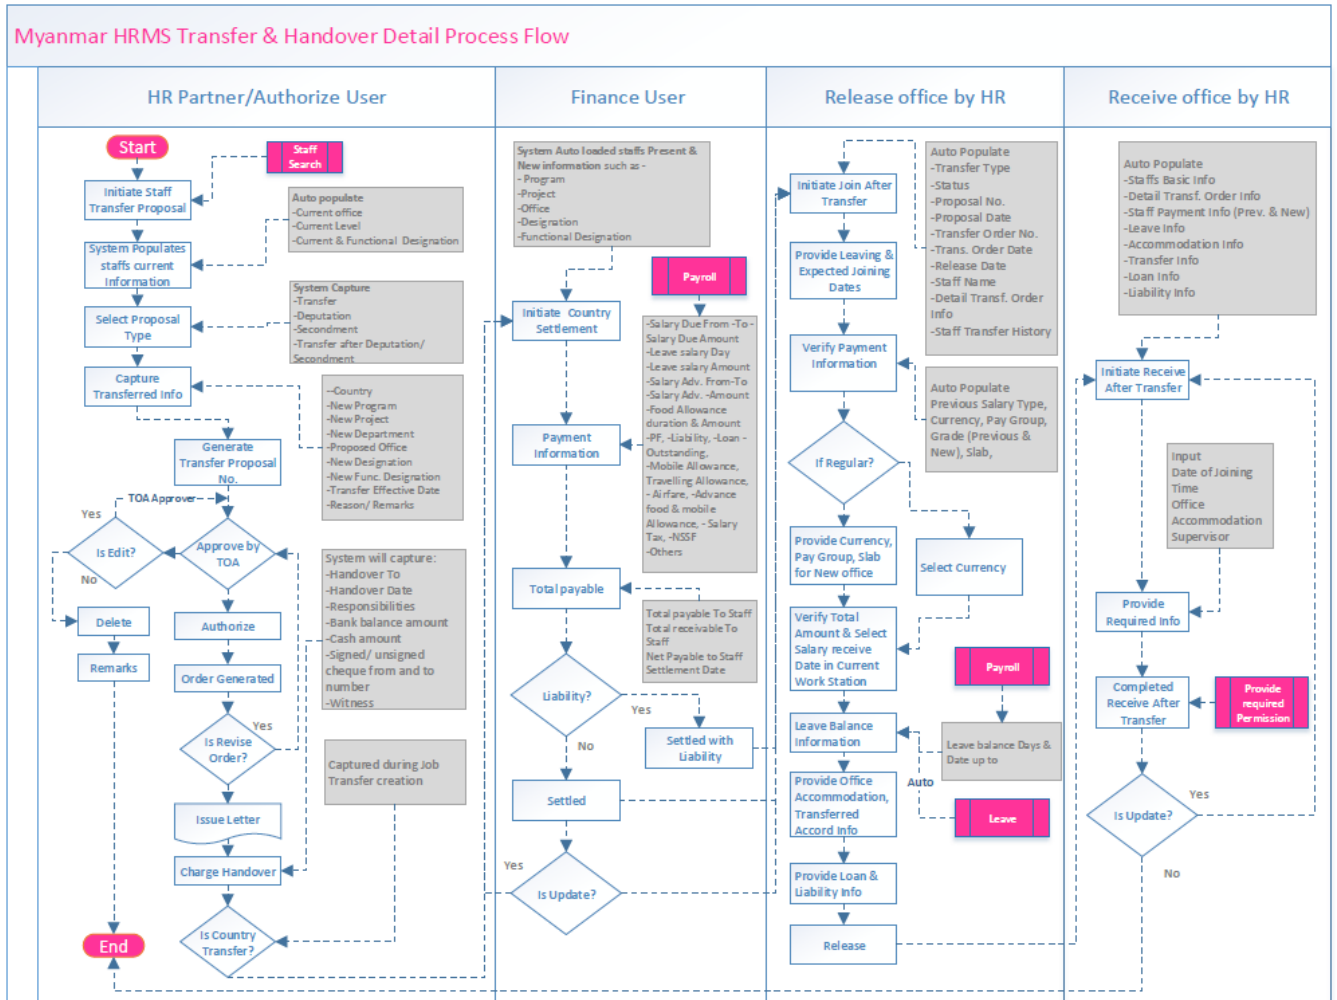 Myanmar HRMS Transfer & Handover Detail Process Flow
HR Partner/Authorize User
Start
Staff
Search
Initiate Staff
Transfer Proposal
Auto populate
-Current office
-Current Level
-Current & Functional Designation
System Populates
staffs current
Information
System Capture
-Transfer
-Deputation
-Secondment
-Transfer after Deputation/
Secondment
Select Proposal
Type
Capture
Transferred Info
--Country
-New Program
-New Project
-New Department
-Proposed Office
-New Designation
-New Func. Designation
-Transfer Effective Date
-Reason/ Remarks
Generate
Transfer Proposal
No.
TOA Approver
Yes
Is Edit?
No
Approve by
TOA
System will capture:
-Handover To
-Handover Date
-Responsibilities
-Bank balance amount
-Cash amount
-Signed/ unsigned
cheque from and to
number
-Witness
Delete
Authorize
Remarks
Order Generated
Yes
Is Revise
Order?
Captured during Job
Transfer creation
Issue Letter
Charge Handover
Is Country
Transfer?
End
Finance User
System Auto loaded staffs Present &
New information such as -
- Program
-Project
-Office
-Designation
-Functional Designation
Payroll
Initiate Country
Settlement
-Salary Due From -To -
Salary Due Amount
-Leave salary Day
-Leave salary Amount
-Salary Adv. From-To
-Salary Adv. -Amount
-Food Allowance
duration & Amount
-PF, -Liability, -Loan -
Outstanding,
-Mobile Allowance,
Travelling Allowance,
- Airfare, -Advance
food & mobile
Allowance, - Salary
Tax, -NSSF
-Others
Payment
Information
Total payable
Total payable To Staff
Total receivable To
Staff
Net Payable to Staff
Settlement Date
Liability?
Yes
No
Settled with
Liability
Settled
Yes
Is Update?
Release office by HR
Initiate Join After
Transfer
Auto Populate
-Transfer Type
-Status
-Proposal No.
-Proposal Date
-Transfer Order No.
-Trans. Order Date
-Release Date
-Staff Name
-Detail Transf. Order
Info
-Staff Transfer History
Provide Leaving &
Expected Joining
Dates
Verify Payment
Information
Auto Populate
Previous Salary Type,
Currency, Pay Group,
Grade (Previous &
New), Slab,
If Regular?
Provide Currency,
Pay Group, Slab
for New office
Select Currency
Verify Total
Amount & Select
Salary receive
Date in Current
Work Station
Payroll
Leave Balance
Information
Leave balance Days &
Date up to
Auto
Provide Office
Accommodation,
Transferred
Accord Info
Leave
Provide Loan &
Liability Info
Release
Receive office by HR
Auto Populate
-Staffs Basic Info
-Detail Transf. Order Info
-Staff Payment Info (Prev. & New)
-Leave Info
-Accommodation Info
-Transfer Info
-Loan Info
-Liability Info
Initiate Receive
After Transfer
Input
Date of Joining
Time
Office
Accommodation
Supervisor
Provide
Required Info
Completed
Receive After
Transfer
Provide
required
Permission
Yes
Is Update?
No